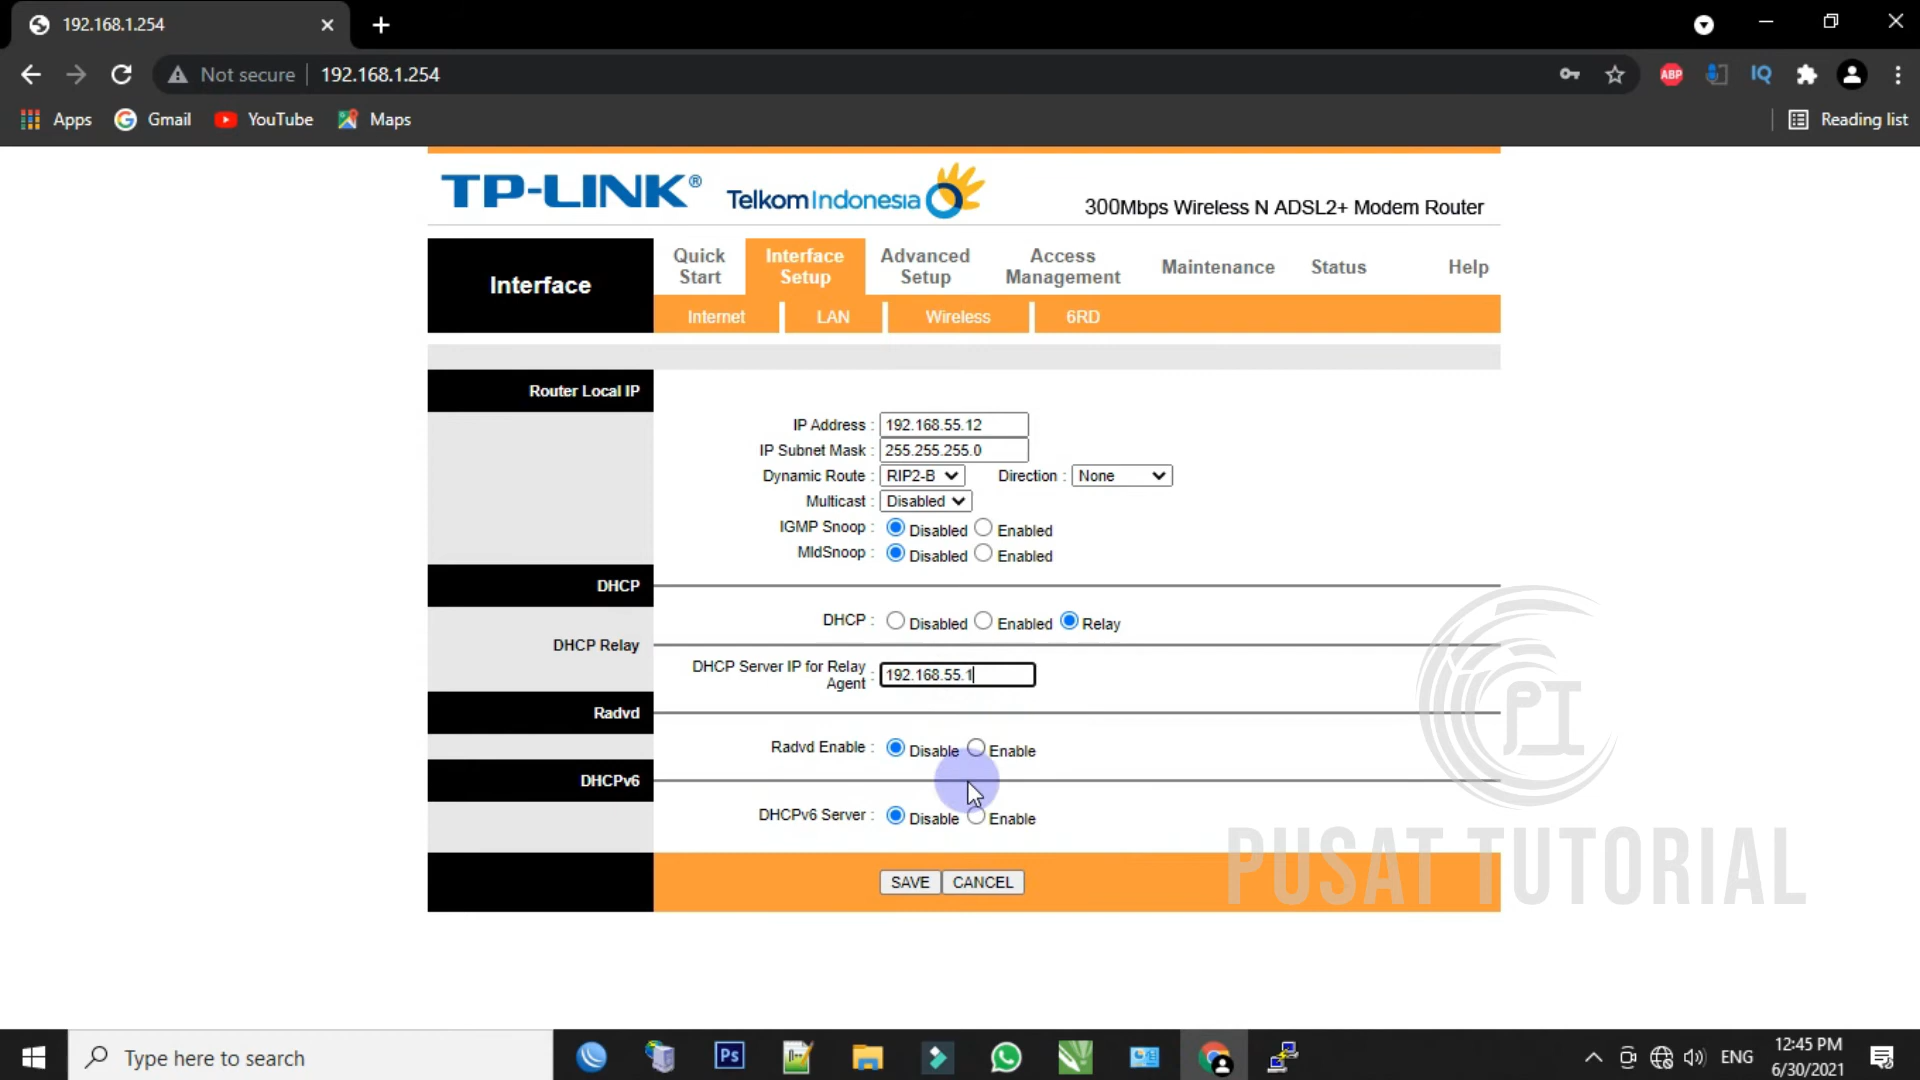 192.168.1.254
Not secure 192.168.1.254
ABP
IQ
Apps Gmail YouTube Maps Reading list
TP-LINK® TelkomIndonesia 300Mbps Wireless N ADSL2+ Modem Router
Interface
Quick Start
Interface Setup
Advanced Setup
Access Management
Maintenance
Status
Help
Internet LAN Wireless 6RD
Router Local IP
IP Address : 192.168.55.12
IP Subnet Mask : 255.255.255.0
Dynamic Route : RIP2-B Direction : None
Multicast : Disabled
IGMP Snoop : Disabled Enabled
MldSnoop : Disabled Enabled
DHCP
DHCP : Disabled Enabled Relay
DHCP Relay
DHCP Server IP for Relay
Agent : 192.168.55.1
Radvd
Radvd Enable : Disable Enable
DHCPv6
DHCPv6 Server : Disable Enable
SAVE CANCEL
PI
PUSAT TUTORIAL
Type here to search
Ps
ENG
12:45 PM
6/30/2021